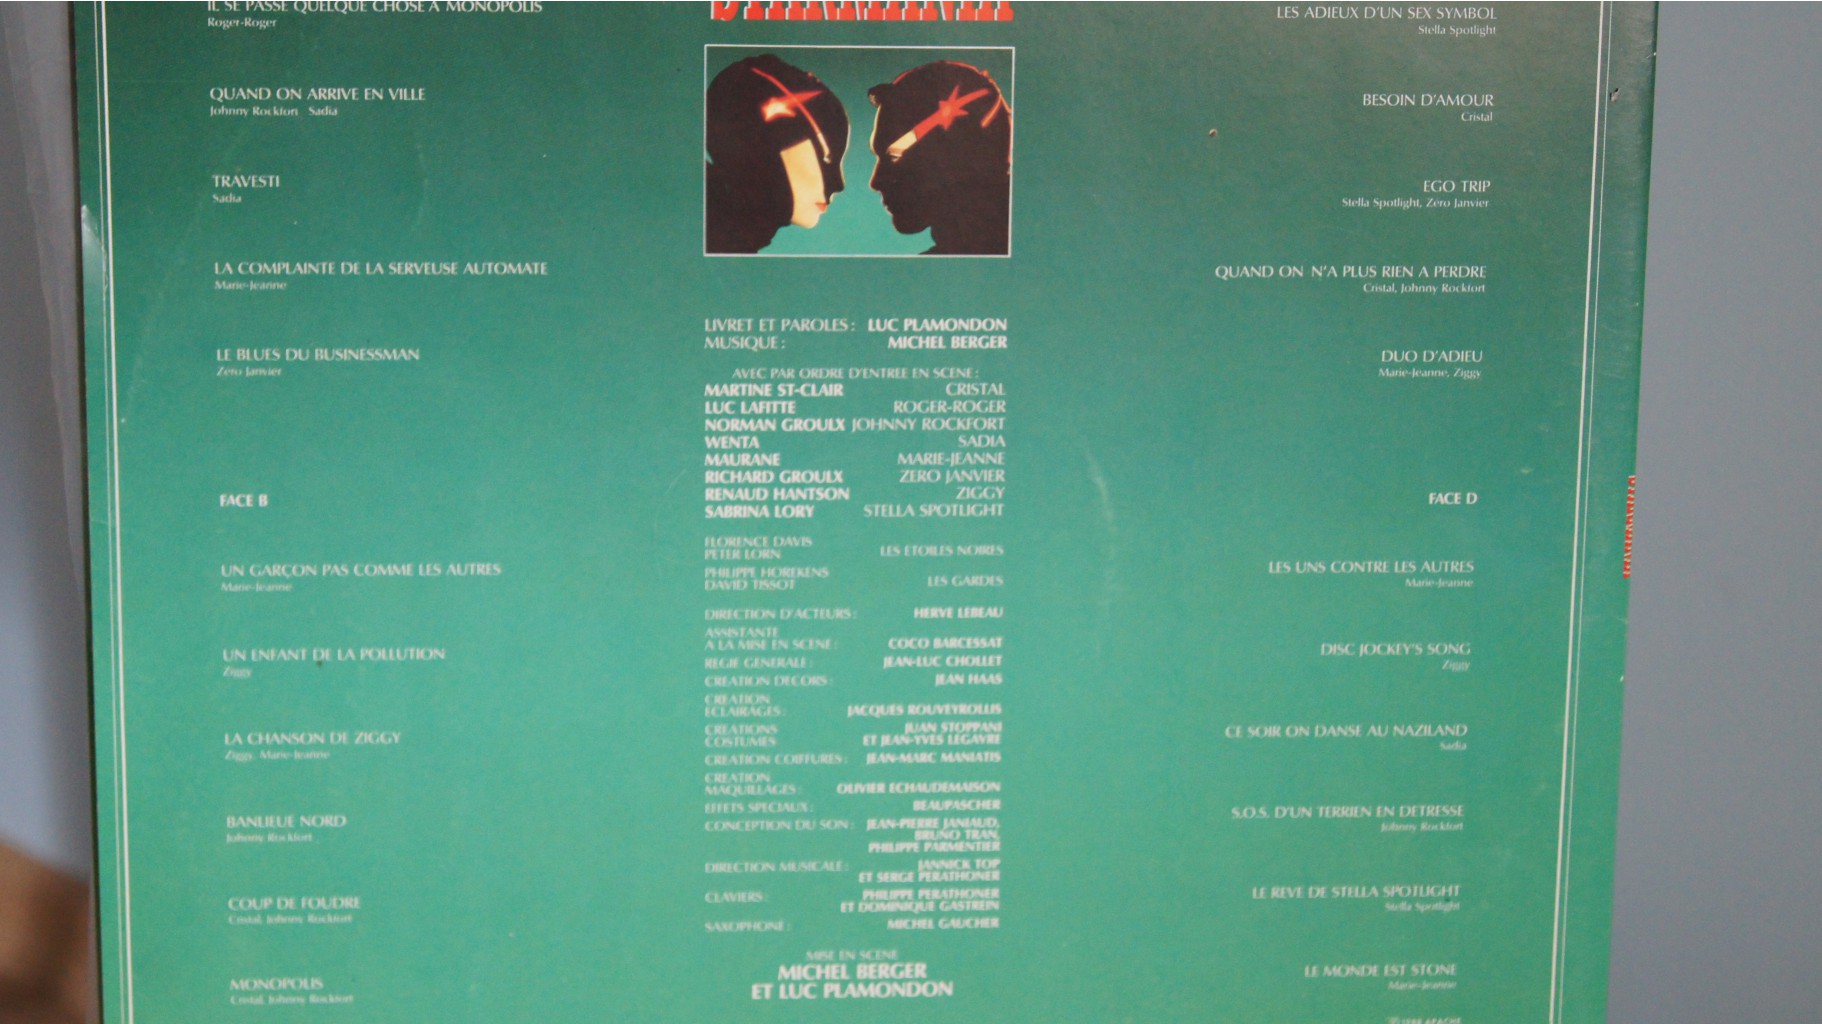 IL SE PASSE QUELQUE CHOSE A MONOPOLIS
Roger-Roger
QUAND ON ARRIVE EN VILLE
Johnny Rockfort Sadia
TRAVESTI
Sadia
LA COMPLAINTE DE LA SERVEUSE AUTOMATE
Marie-Jeanne
LE BLUES DU BUSINESSMAN
Zéro Janvier
FACE B
UN GARÇON PAS COMME LES AUTRES
Marie-Jeanne
UN ENFANT DE LA POLLUTION
Ziggy
LA CHANSON DE ZIGGY
Ziggy, Marie-Jeanne
BANLIEUE NORD
Johnny Rockfort
COUP DE FOUDRE
Cristal, Johnny Rockfort
MONOPOLIS
Cristal, Johnny Rockfort
STARMANIA
LIVRET ET PAROLES : LUC PLAMONDON
MUSIQUE : MICHEL BERGER
AVEC PAR ORDRE D'ENTREE EN SCENE :
MARTINE ST-CLAIR CRISTAL
LUC LAFITTE ROGER-ROGER
NORMAN GROULX JOHNNY ROCKFORT
WENTA SADIA
MAURANE MARIE-JEANNE
RICHARD GROULX ZERO JANVIER
RENAUD HANTSON ZIGGY
SABRINA LORY STELLA SPOTLIGHT
FLORENCE DAVIS
PETER LORN LES ETOILES NOIRES
PHILIPPE HOREKENS
DAVID TISSOT LES GARDES
DIRECTION D'ACTEURS : HERVE LEBEAU
ASSISTANTE
A LA MISE EN SCENE : COCO BARCESSAT
REGIE GENERALE : JEAN-LUC CHOLLET
CREATION DECORS : JEAN HAAS
CREATION
ECLAIRAGES : JACQUES ROUVEYROLLIS
CREATIONS JUAN STOPPANI
COSTUMES ET JEAN-YVES LEGAVRE
CREATION COIFFURES : JEAN-MARC MANIATIS
CREATION
MAQUILLAGES : OLIVIER ECHAUDEMAISON
EFFETS SPECIAUX : BEAUPASCHER
CONCEPTION DU SON : JEAN-PIERRE JANIAUD,
BRUNO TRAN,
PHILIPPE PARMENTIER
DIRECTION MUSICALE : JANNICK TOP
ET SERGE PERATHONER
CLAVIERS : PHILIPPE PERATHONER
ET DOMINIQUE GASTREIN
SAXOPHONE : MICHEL GAUCHER
MISE EN SCENE
MICHEL BERGER
ET LUC PLAMONDON
LES ADIEUX D'UN SEX SYMBOL
Stella Spotlight
BESOIN D'AMOUR
Cristal
EGO TRIP
Stella Spotlight, Zéro Janvier
QUAND ON N'A PLUS RIEN A PERDRE
Cristal, Johnny Rockfort
DUO D'ADIEU
Marie-Jeanne, Ziggy
FACE D
LES UNS CONTRE LES AUTRES
Marie-Jeanne
DISC JOCKEY'S SONG
Ziggy
CE SOIR ON DANSE AU NAZILAND
Sadia
S.O.S. D'UN TERRIEN EN DETRESSE
Johnny Rockfort
LE REVE DE STELLA SPOTLIGHT
Stella Spotlight
LE MONDE EST STONE
Marie-Jeanne